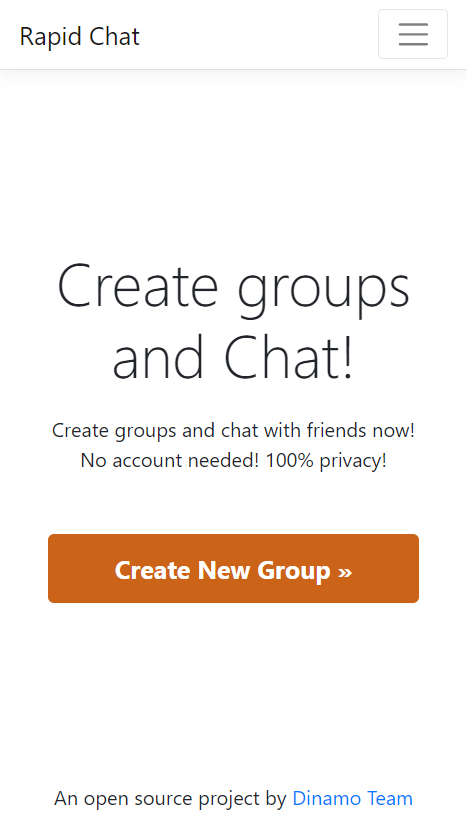 Rapid Chat
Create groups
and Chat!
Create groups and chat with friends now!
No account needed! 100% privacy!
Create New Group »
An open source project by Dinamo Team